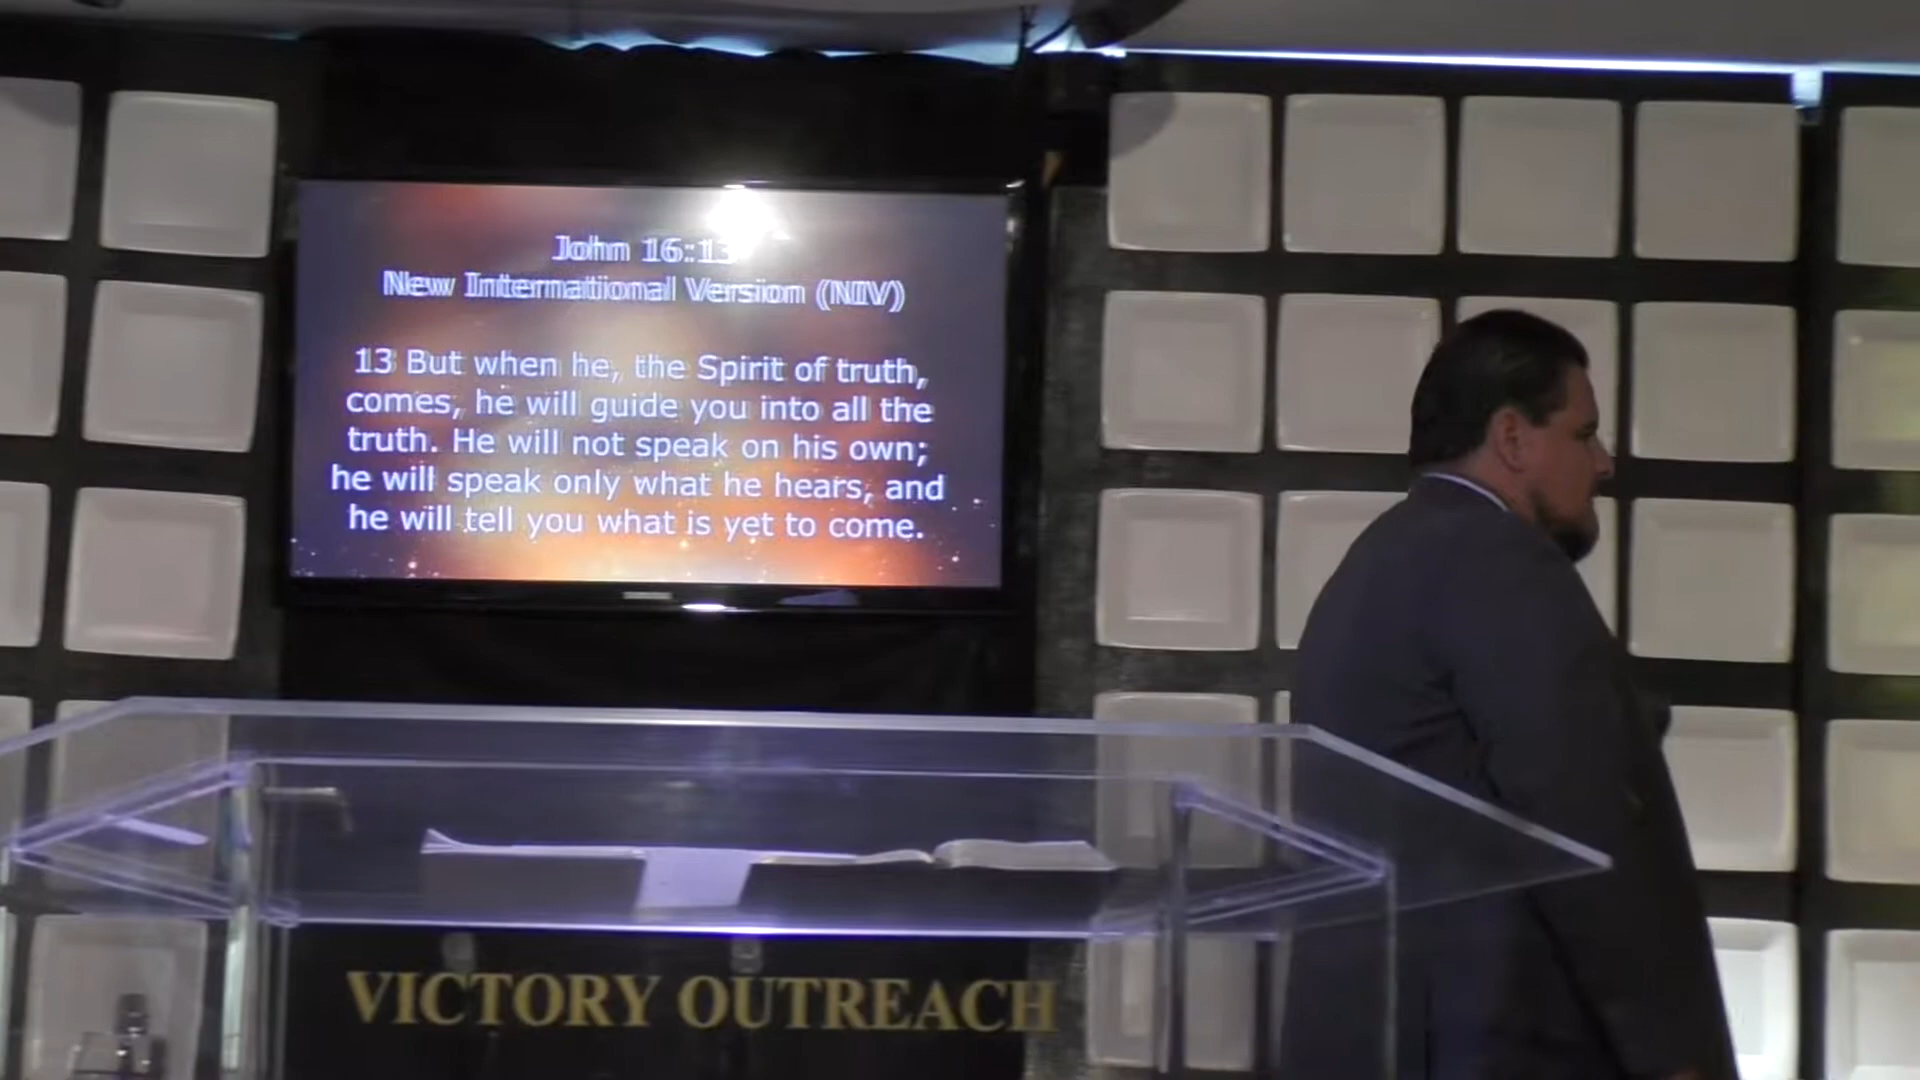 John 16:13
New International Version (NIV)
13 But when he, the Spirit of truth,
comes, he will guide you into all the
truth. He will not speak on his own;
he will speak only what he hears, and
he will tell you what is yet to come.
VICTORY OUTREACH